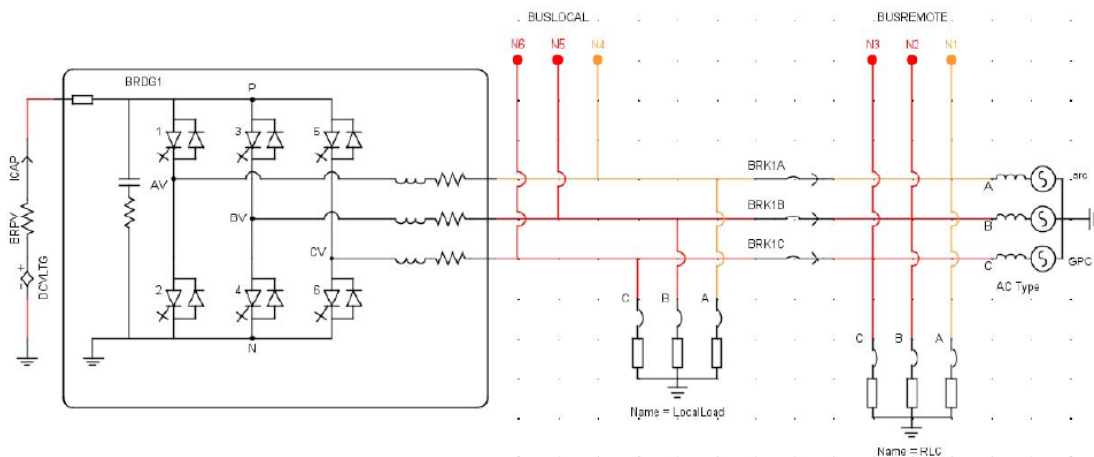 BUSLOCAL
BUSREMOTE
N6 N5 N4
N3 N2 N1
BRDG1
P
1 3 5
ICAP
AV
BRPV
BV
CV
DCVLTG
2 4 6
N
BRK1A
BRK1B
BRK1C
A
B
C
src
GPC
AC Type
C B A
Name = LocalLoad
C B A
Name = RLC